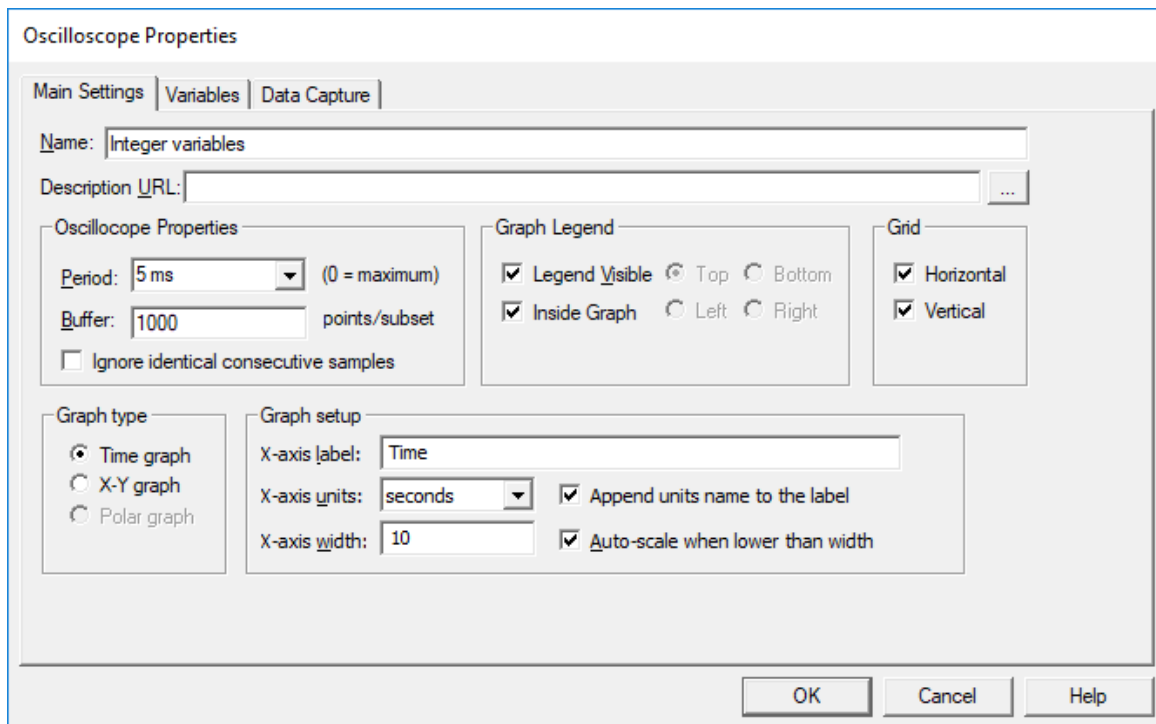 Oscilloscope Properties
Main Settings Variables Data Capture
Name: Integer variables
Description URL: ...
Oscillocope Properties
Period: 5 ms (0 = maximum)
Buffer: 1000 points/subset
Ignore identical consecutive samples
Graph Legend
Legend Visible Top Bottom
Inside Graph Left Right
Grid
Horizontal
Vertical
Graph type
Time graph
X-Y graph
Polar graph
Graph setup
X-axis label: Time
X-axis units: seconds Append units name to the label
X-axis width: 10 Auto-scale when lower than width
OK Cancel Help